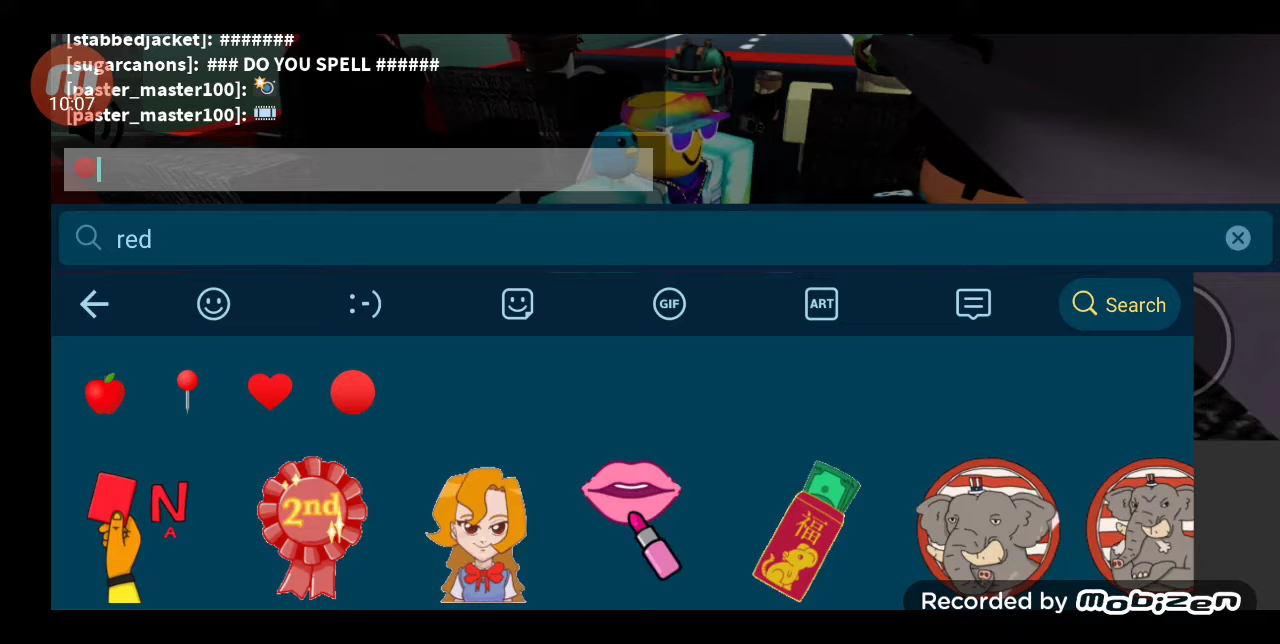 [stabbedjacket]: #######
[sugarcanons]: ### DO YOU SPELL ######
[paster_master100]: 💣
[paster_master100]: 🎞️
10:07
🔴
red
:-)
GIF
ART
Search
N
A
2nd
福
Recorded by mobizen